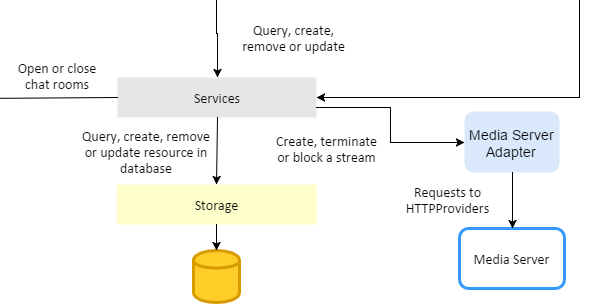 Query, create,
remove or update
Open or close
chat rooms
Services
Query, create, remove
or update resource in
database
Create, terminate
or block a stream
Media Server
Adapter
Requests to
HTTPProviders
Storage
Media Server